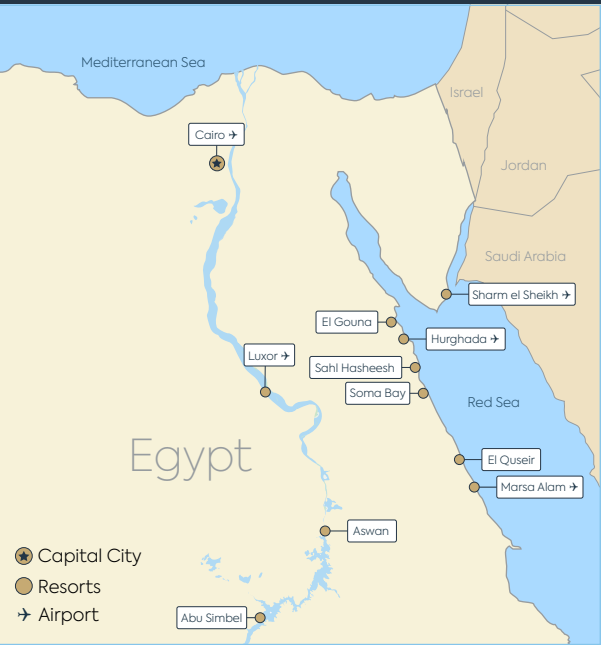 Mediterranean Sea
Israel
Cairo
Jordan
Saudi Arabia
Sharm el Sheikh
El Gouna
Hurghada
Luxor
Sahl Hasheesh
Soma Bay
Red Sea
Egypt
El Quseir
Marsa Alam
Aswan
Capital City
Resorts
Airport
Abu Simbel